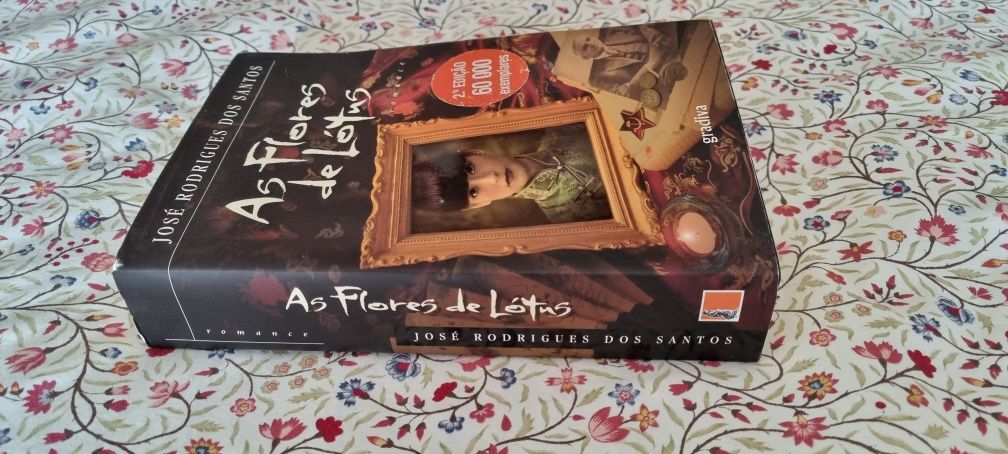 JOSÉ RODRIGUES DOS SANTOS
As Flores
de Lótus
romance
2.ª EDIÇÃO
60 000
exemplares
gradiva
As Flores de Lótus
romance
JOSÉ RODRIGUES DOS SANTOS